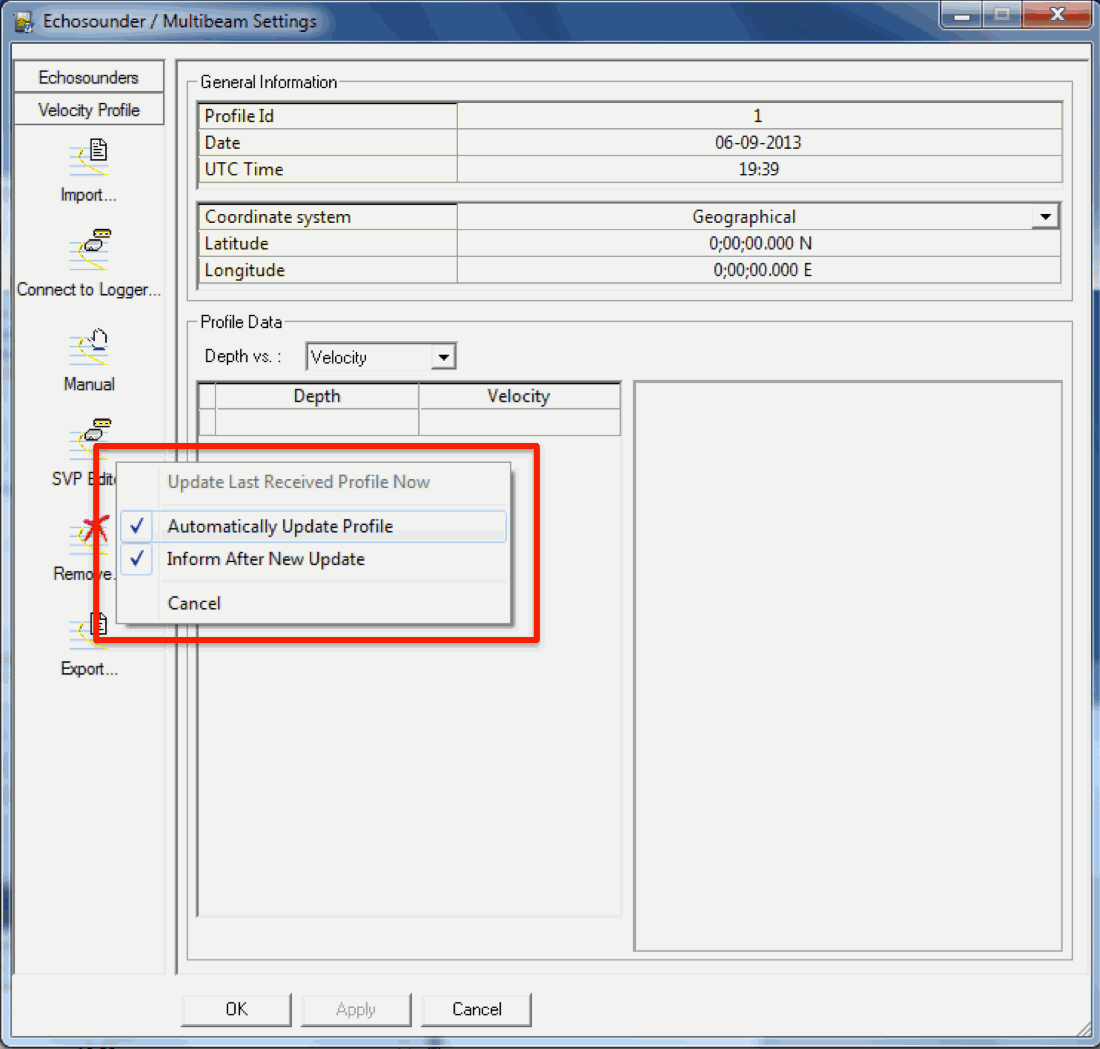 Echosounder / Multibeam Settings
Echosounders
Velocity Profile
Import...
Connect to Logger...
Manual
SVP Edito
Remove.
Export...
General Information
Profile Id 1
Date 06-09-2013
UTC Time 19:39
Coordinate system Geographical
Latitude 0;00;00.000 N
Longitude 0;00;00.000 E
Profile Data
Depth vs. : Velocity
Depth Velocity
Update Last Received Profile Now
Automatically Update Profile
Inform After New Update
Cancel
OK Apply Cancel